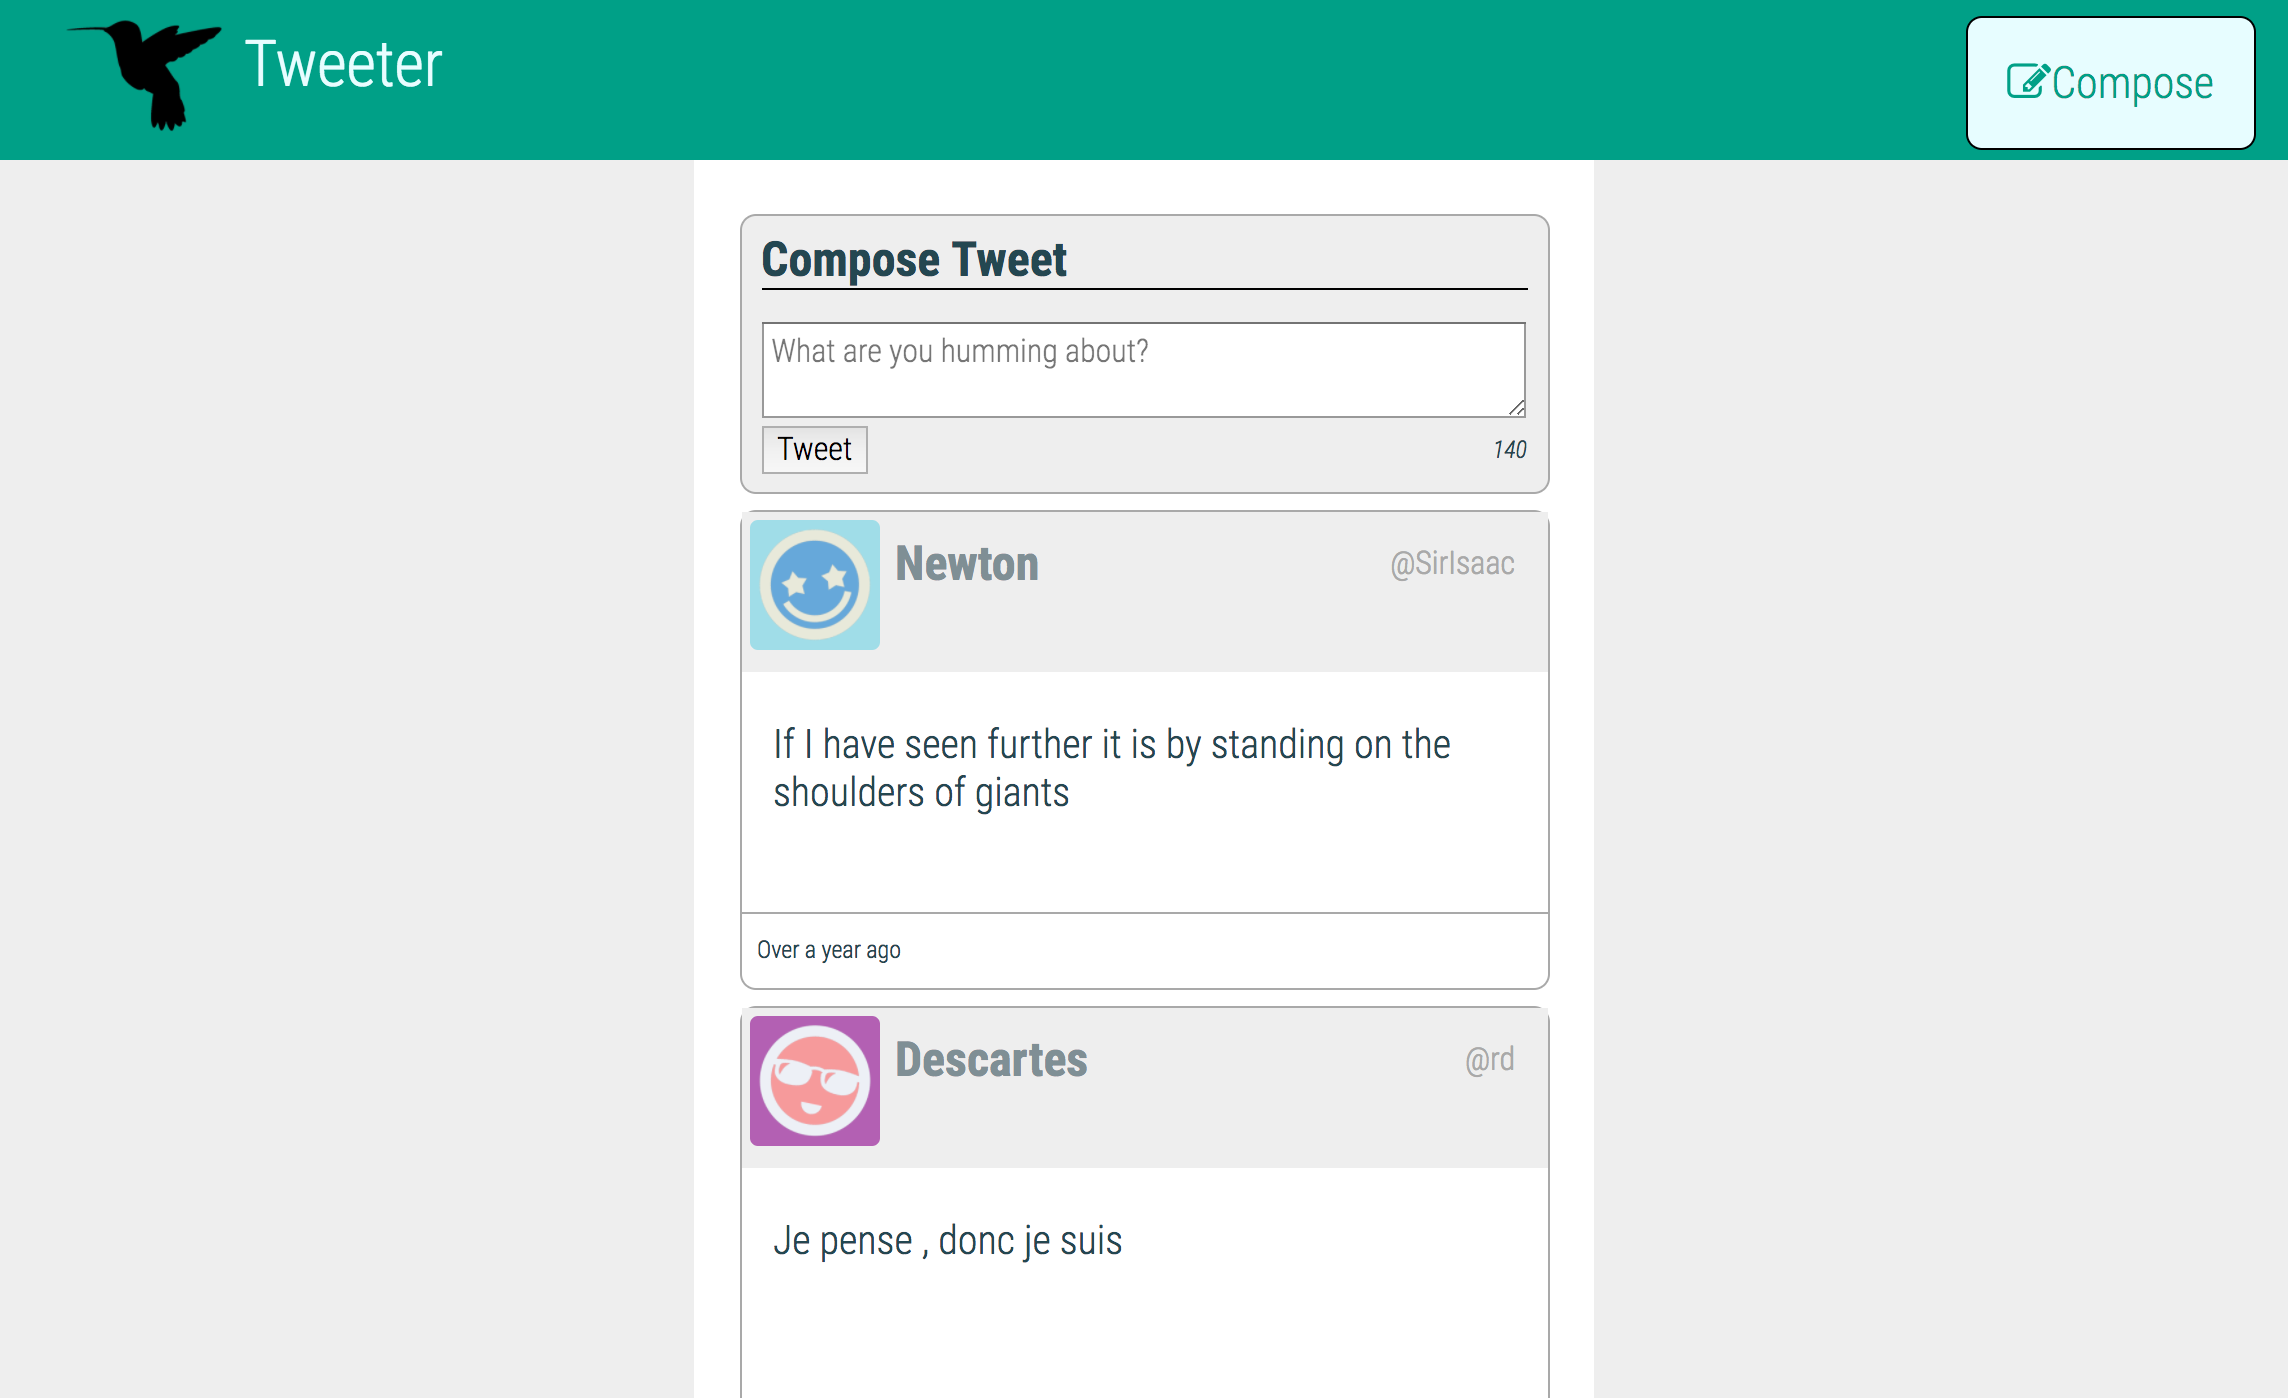 Tweeter
Compose
Compose Tweet
What are you humming about?
Tweet
140
Newton
@SirIsaac
If I have seen further it is by standing on the
shoulders of giants
Over a year ago
Descartes
@rd
Je pense , donc je suis